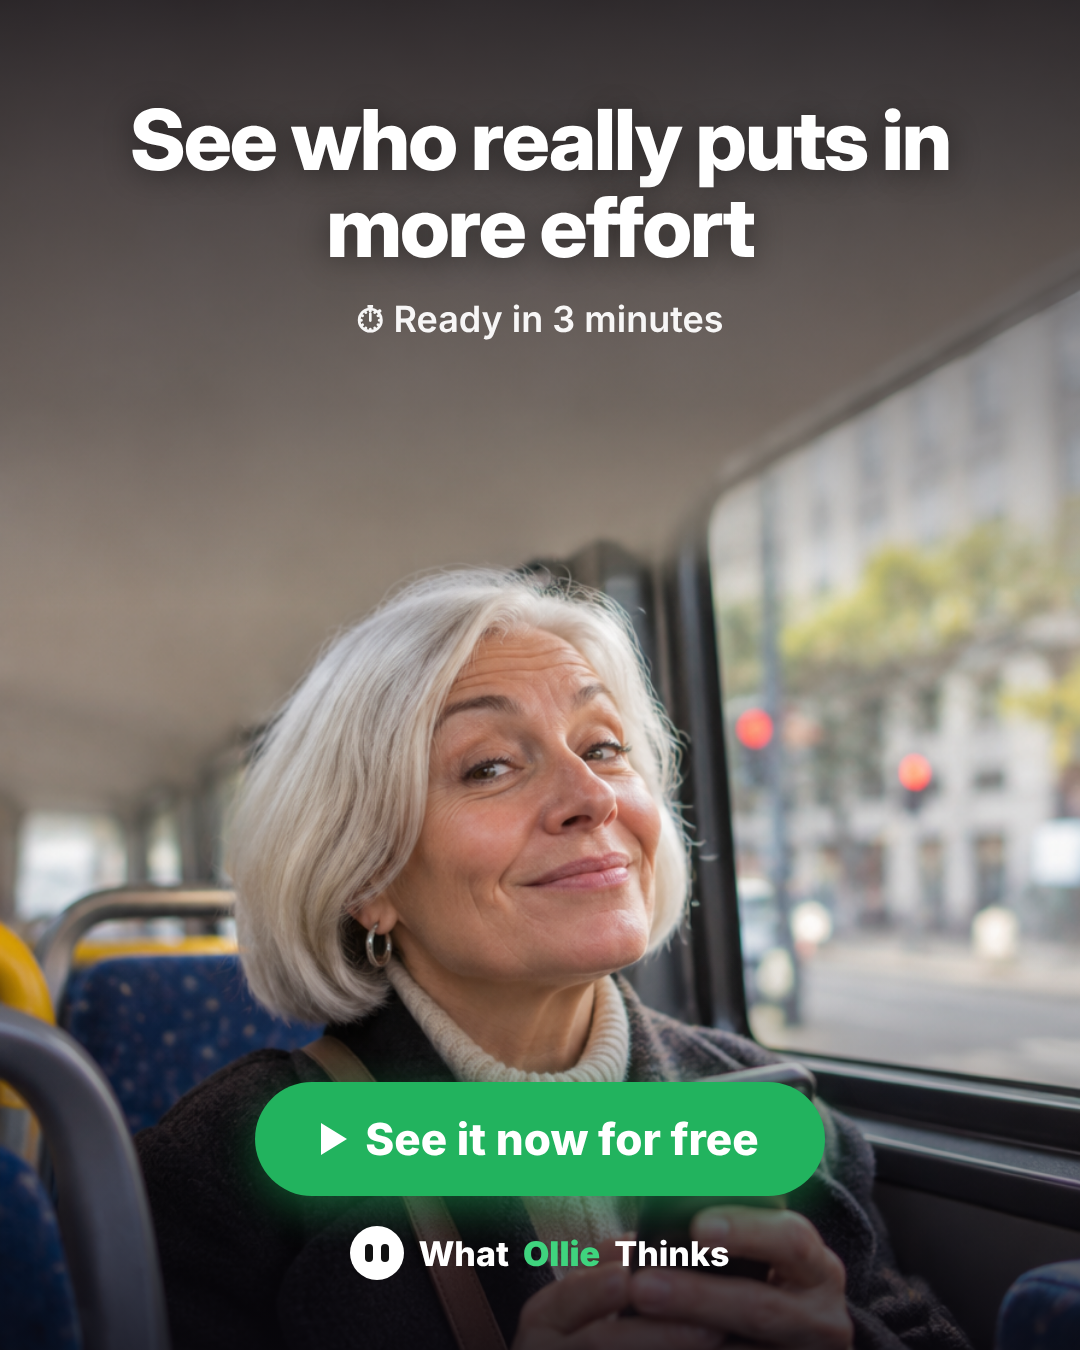 See who really puts in
more effort
⏱ Ready in 3 minutes
▶ See it now for free
What Ollie Thinks